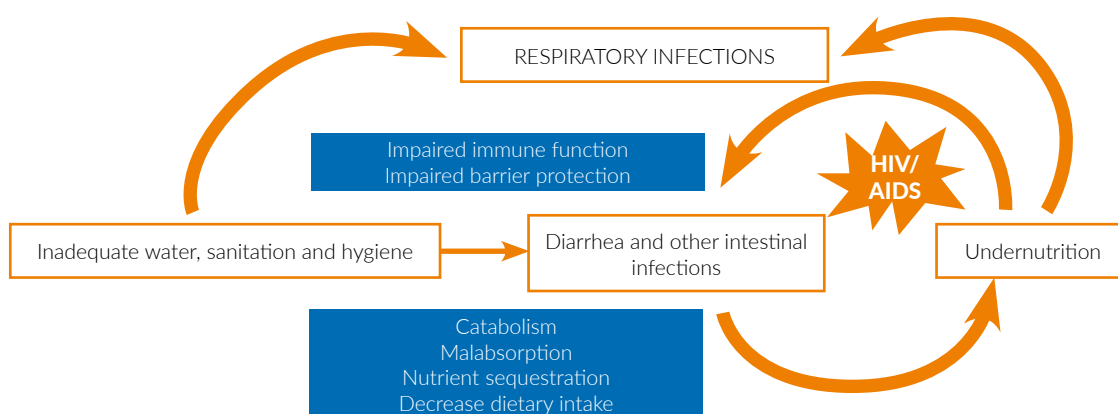 RESPIRATORY INFECTIONS
Impaired immune function
Impaired barrier protection
HIV/
AIDS
Inadequate water, sanitation and hygiene
Diarrhea and other intestinal
infections
Undernutrition
Catabolism
Malabsorption
Nutrient sequestration
Decrease dietary intake